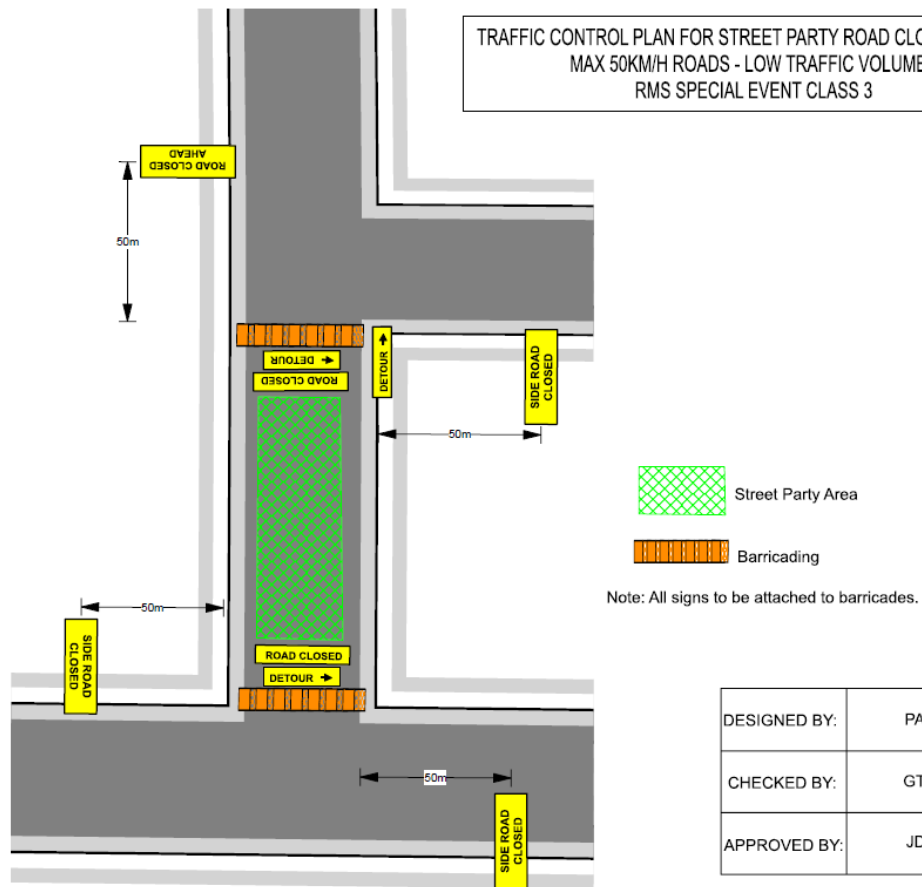 TRAFFIC CONTROL PLAN FOR STREET PARTY ROAD CLO
MAX 50KM/H ROADS - LOW TRAFFIC VOLUME
RMS SPECIAL EVENT CLASS 3
ROAD CLOSED
AHEAD
50m
DETOUR →
ROAD CLOSED
DETOUR →
SIDE ROAD
CLOSED
50m
Street Party Area
Barricading
Note: All signs to be attached to barricades.
50m
SIDE ROAD
CLOSED
ROAD CLOSED
DETOUR →
50m
SIDE ROAD
CLOSED
DESIGNED BY: PA
CHECKED BY: GT
APPROVED BY: JD